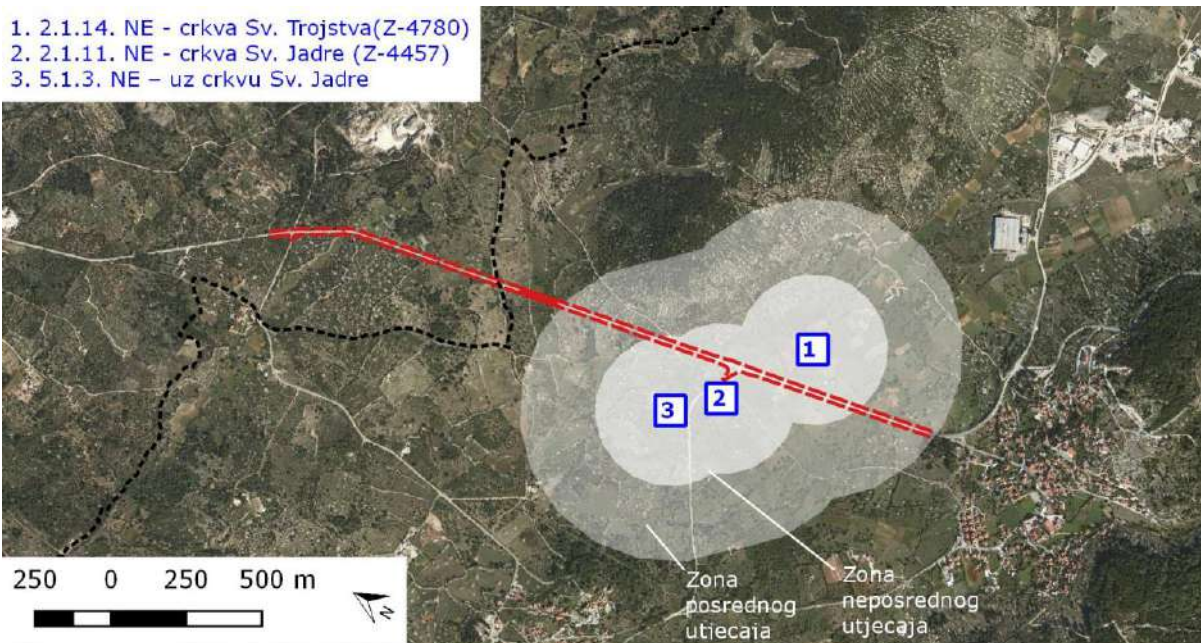 1. 2.1.14. NE - crkva Sv. Trojstva(Z-4780)
2. 2.1.11. NE - crkva Sv. Jadre (Z-4457)
3. 5.1.3. NE – uz crkvu Sv. Jadre
1
2
3
250 0 250 500 m
N
Zona
posrednog
utjecaja
Zona
neposrednog
utjecaja